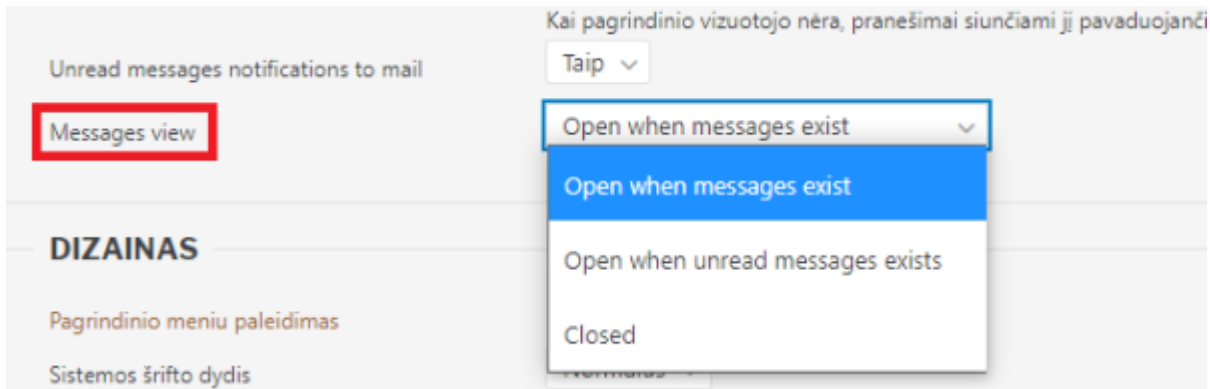 Kai pagrindinio vizuotojo nėra, pranešimai siunčiami jį
Unread messages notifications to mail
Taip
Messages view
Open when messages exist
Open when messages exist
Open when unread messages exists
Closed
DIZAINAS
Pagrindinio meniu paleidimas
Sistemos šrifto dydis